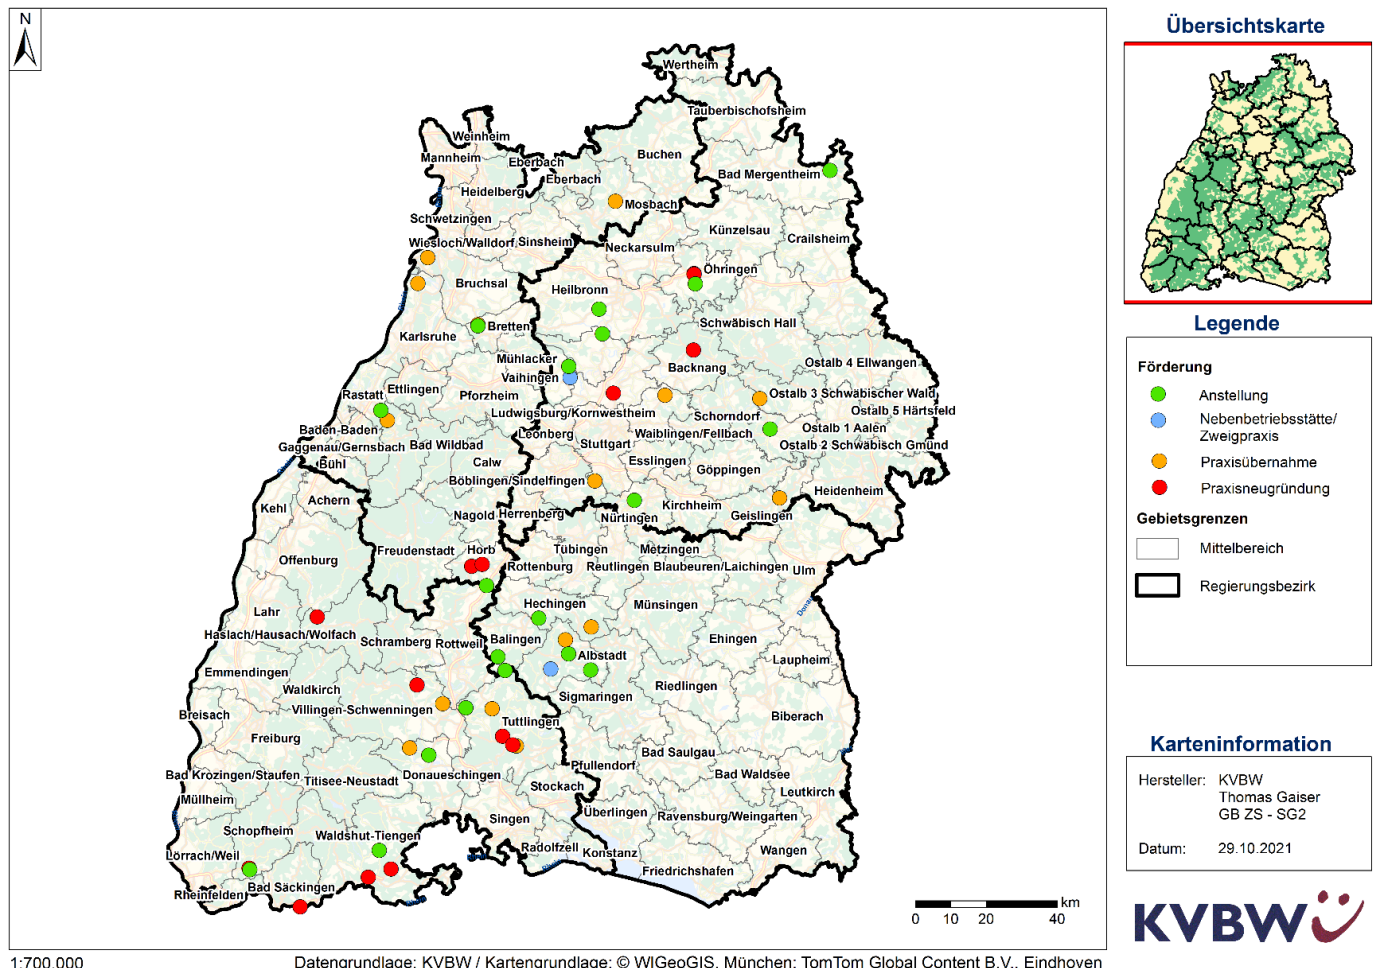 N
Wertheim
Tauberbischofsheim
Weinheim
Buchen
Mannheim
Eberbach
Bad Mergentheim
Eberbach
Heidelberg
Mosbach
Schwetzingen
Künzelsau
Crailsheim
Wiesloch/Walldorf
Sinsheim
Neckarsulm
Öhringen
Bruchsal
Heilbronn
Schwäbisch Hall
Bretten
Karlsruhe
Mühlacker
Backnang
Ostalb 4 Ellwangen
Vaihingen
Ettlingen
Rastatt
Pforzheim
Ostalb 3 Schwäbischer Wald
Ludwigsburg/Kornwestheim
Schorndorf
Ostalb 5 Härtsfeld
Baden-Baden
Leonberg
Waiblingen/Fellbach
Ostalb 1 Aalen
Gaggenau/Gernsbach
Bad Wildbad
Stuttgart
Ostalb 2 Schwäbisch Gmünd
Bühl
Calw
Esslingen
Göppingen
Böblingen/Sindelfingen
Achern
Heidenheim
Kehl
Nagold
Herrenberg
Kirchheim
Nürtingen
Geislingen
Freudenstadt
Horb
Tübingen
Metzingen
Offenburg
Rottenburg
Reutlingen
Blaubeuren/Laichingen
Ulm
Donau
Lahr
Hechingen
Münsingen
Haslach/Hausach/Wolfach
Schramberg
Rottweil
Balingen
Ehingen
Albstadt
Laupheim
Emmendingen
Waldkirch
Riedlingen
Sigmaringen
Villingen-Schwenningen
Breisach
Biberach
Tuttlingen
Freiburg
Bad Saulgau
Pfullendorf
Bad Krozingen/Staufen
Titisee-Neustadt
Donaueschingen
Bad Waldsee
Stockach
Leutkirch
Müllheim
Überlingen
Ravensburg/Weingarten
Singen
Schopfheim
Waldshut-Tiengen
Radolfzell
Konstanz
Wangen
Lörrach/Weil
Friedrichshafen
Rheinfelden
Bad Säckingen
km
0 10 20 40
1:700.000
Datengrundlage: KVBW / Kartengrundlage: © WIGeoGIS, München; TomTom Global Content B.V., Eindhoven
Übersichtskarte
Legende
Förderung
Anstellung
Nebenbetriebsstätte/
Zweigpraxis
Praxisübernahme
Praxisneugründung
Gebietsgrenzen
Mittelbereich
Regierungsbezirk
Karteninformation
Hersteller: KVBW
Thomas Gaiser
GB ZS - SG2
Datum: 29.10.2021
KVBW